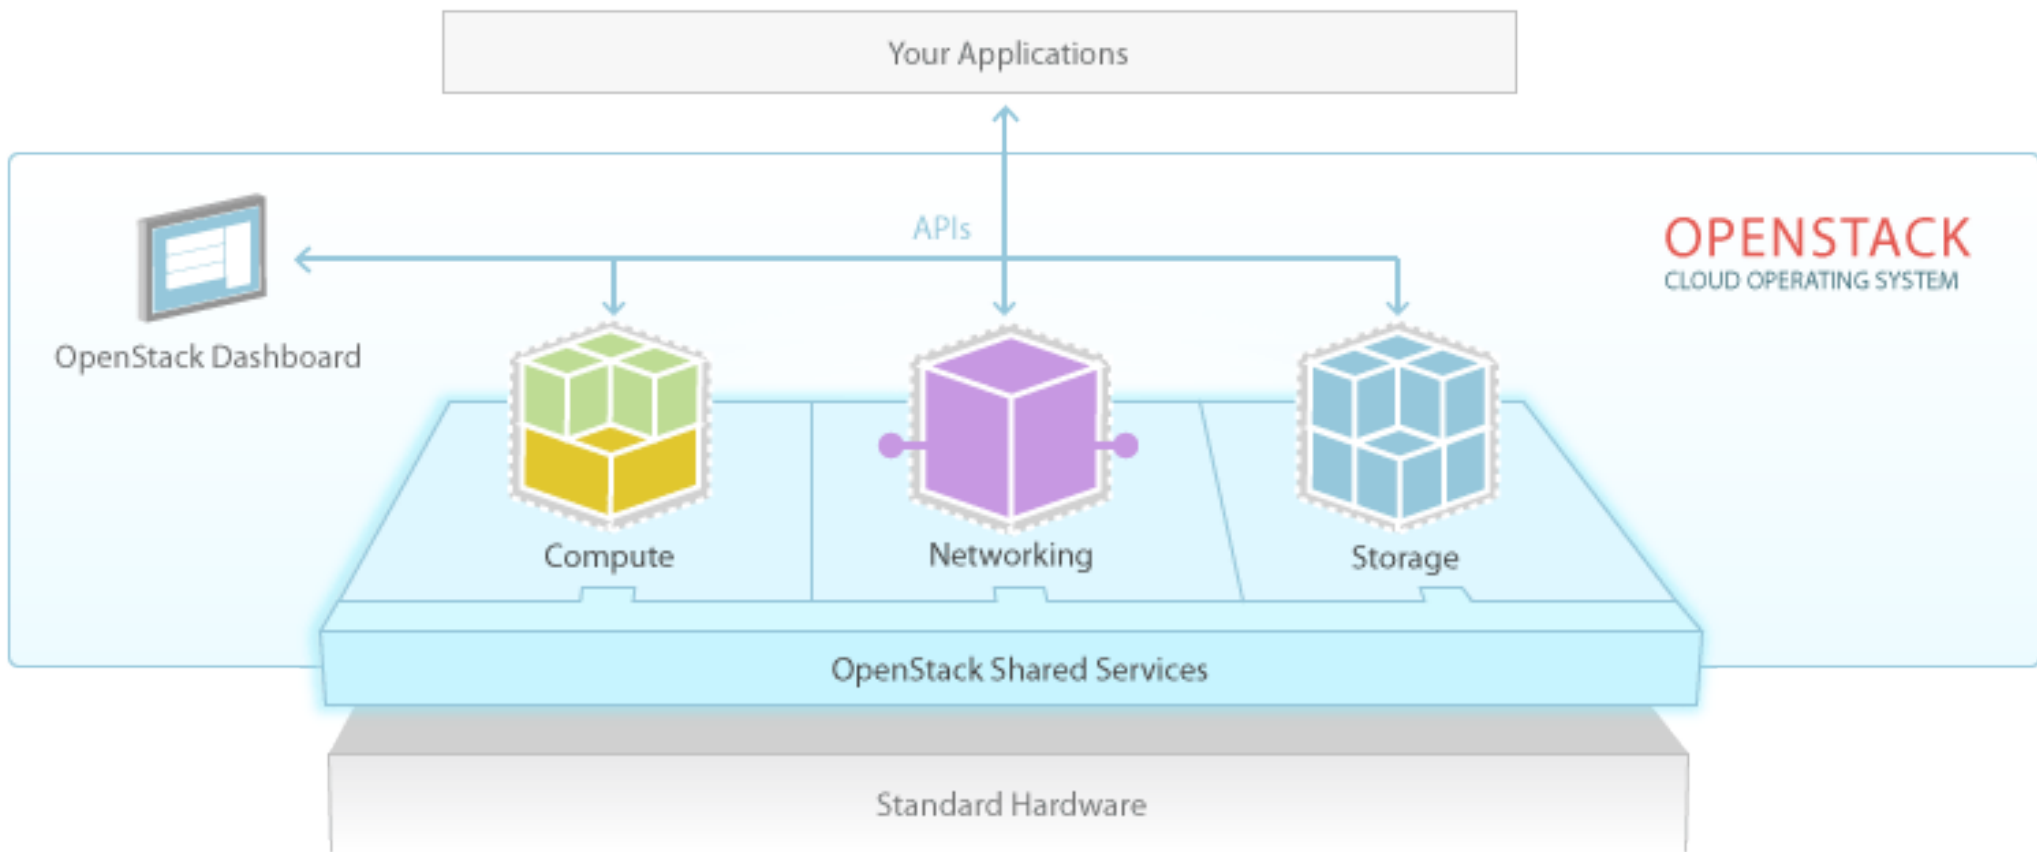 Your Applications
APIs
OPENSTACK
CLOUD OPERATING SYSTEM
OpenStack Dashboard
Compute
Networking
Storage
OpenStack Shared Services
Standard Hardware